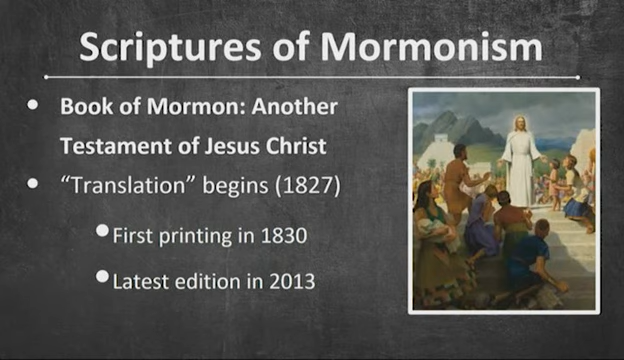 Scriptures of Mormonism
• Book of Mormon: Another
Testament of Jesus Christ
• “Translation” begins (1827)
• First printing in 1830
• Latest edition in 2013